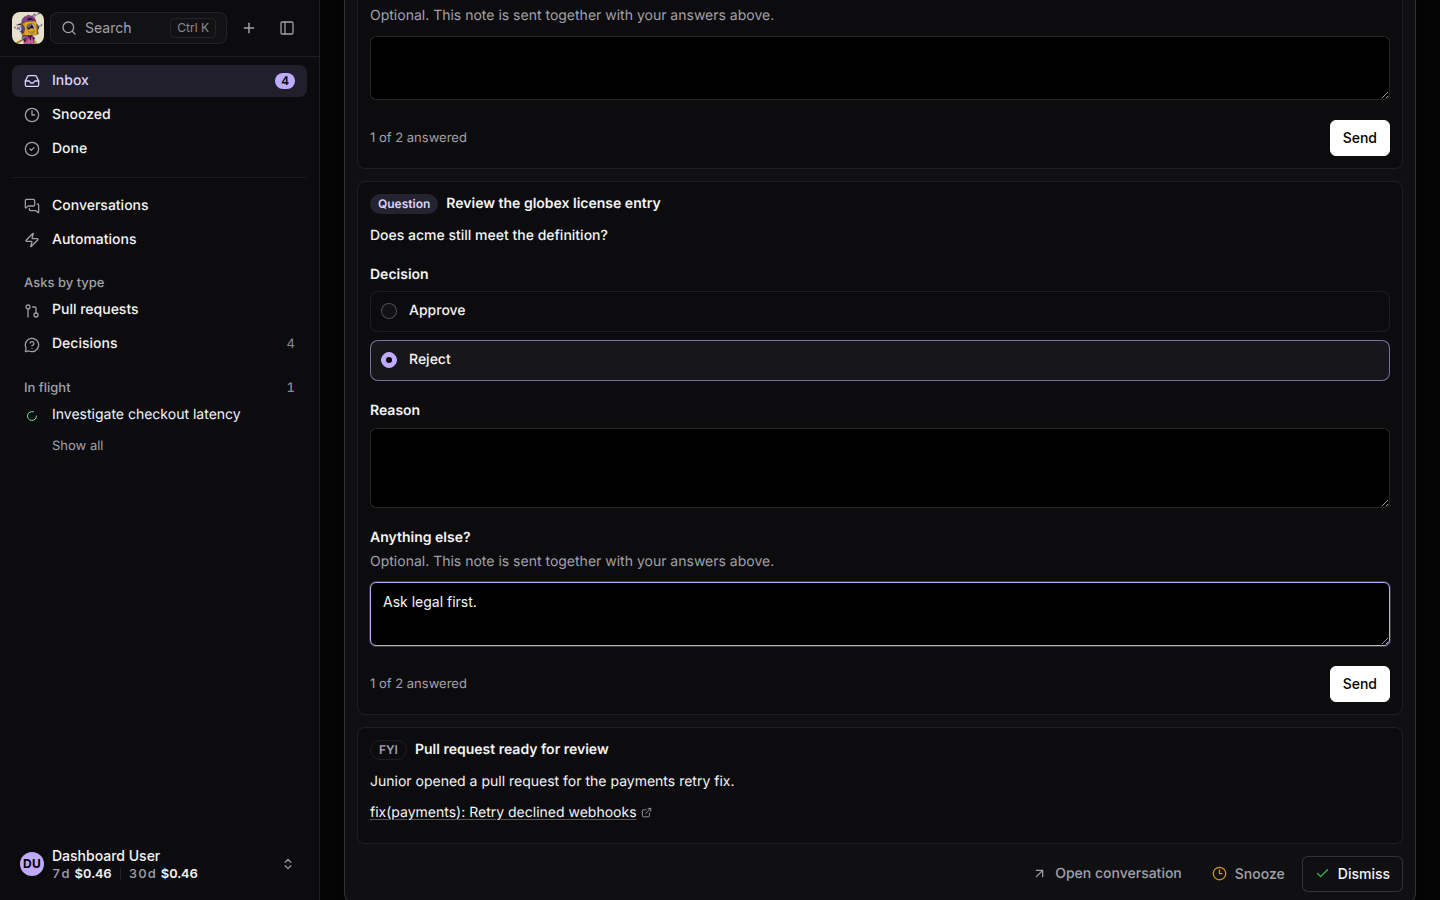 Search
Ctrl K
Inbox
4
Snoozed
Done
Conversations
Automations
Asks by type
Pull requests
Decisions
4
In flight
1
Investigate checkout latency
Show all
DU
Dashboard User
7d $0.46 | 30d $0.46
Optional. This note is sent together with your answers above.
1 of 2 answered
Send
Question
Review the globex license entry
Does acme still meet the definition?
Decision
Approve
Reject
Reason
Anything else?
Optional. This note is sent together with your answers above.
Ask legal first.
1 of 2 answered
Send
FYI
Pull request ready for review
Junior opened a pull request for the payments retry fix.
fix(payments): Retry declined webhooks
Open conversation
Snooze
Dismiss